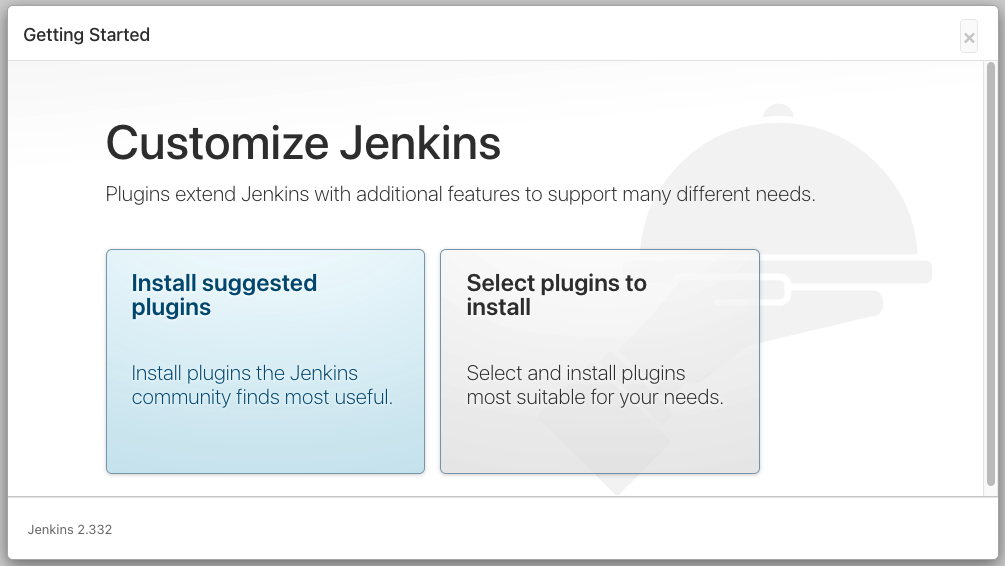 Getting Started
×
Customize Jenkins
Plugins extend Jenkins with additional features to support many different needs.
Install suggested
plugins
Install plugins the Jenkins
community finds most useful.
Select plugins to
install
Select and install plugins
most suitable for your needs.
Jenkins 2.332